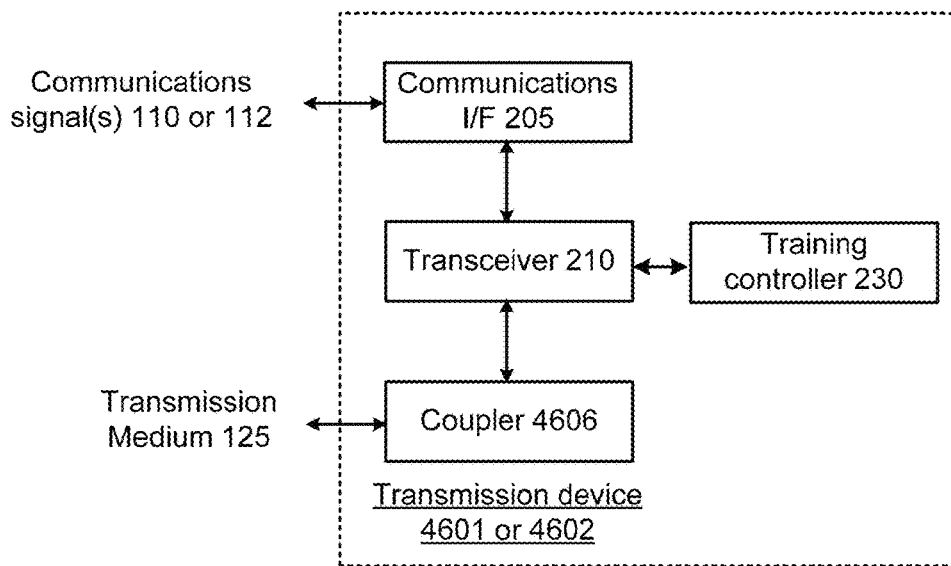 Communications
signal(s) 110 or 112
Communications
I/F 205
Transceiver 210
Training
controller 230
Transmission
Medium 125
Coupler 4606
Transmission device
4601 or 4602